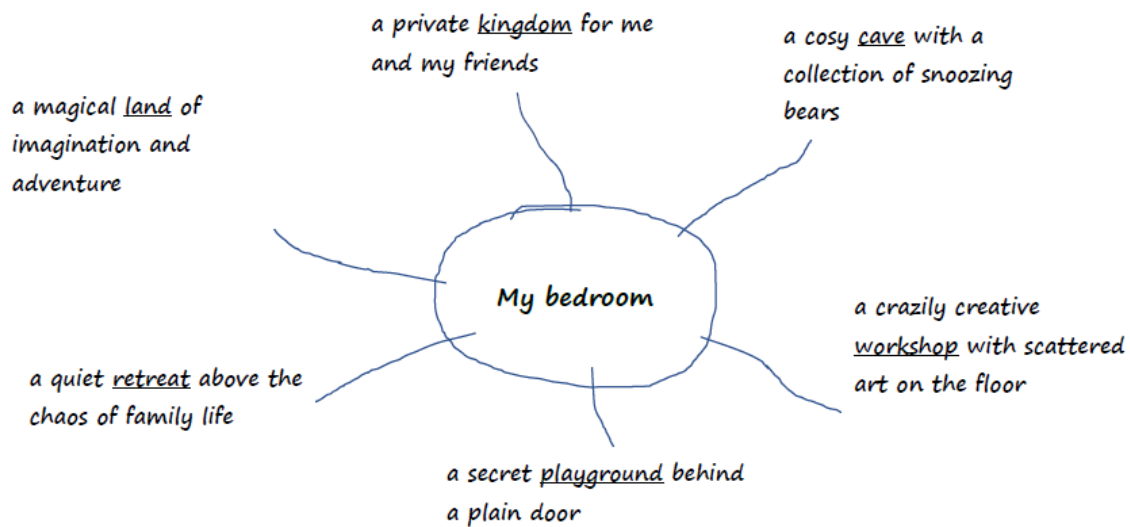 a private kingdom for me
and my friends
a cosy cave with a
collection of snoozing
bears
a magical land of
imagination and
adventure
My bedroom
a crazily creative
workshop with scattered
art on the floor
a quiet retreat above the
chaos of family life
a secret playground behind
a plain door